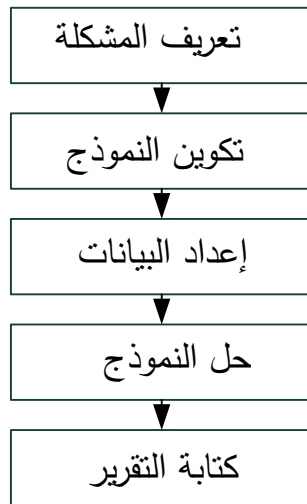 تعريف المشكلة
تكوين النموذج
إعداد البيانات
حل النموذج
كتابة التقرير